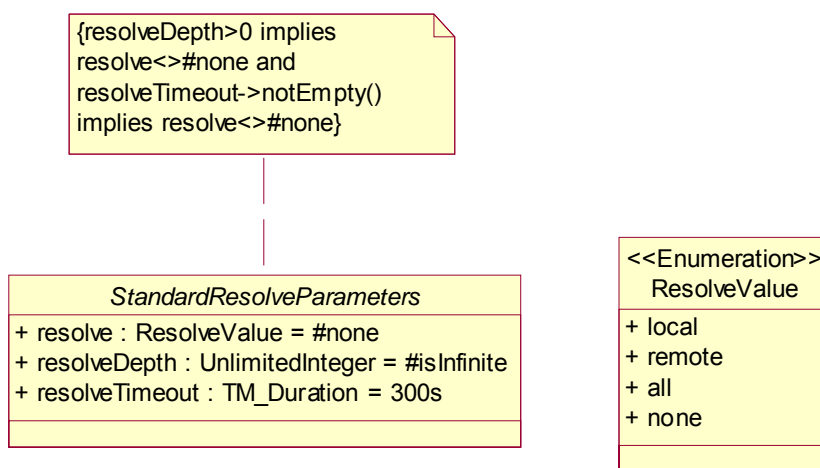 {resolveDepth>0 implies
resolve<>#none and
resolveTimeout->notEmpty()
implies resolve<>#none}
StandardResolveParameters
+ resolve : ResolveValue = #none
+ resolveDepth : UnlimitedInteger = #isInfinite
+ resolveTimeout : TM_Duration = 300s
<<Enumeration>>
ResolveValue
+ local
+ remote
+ all
+ none